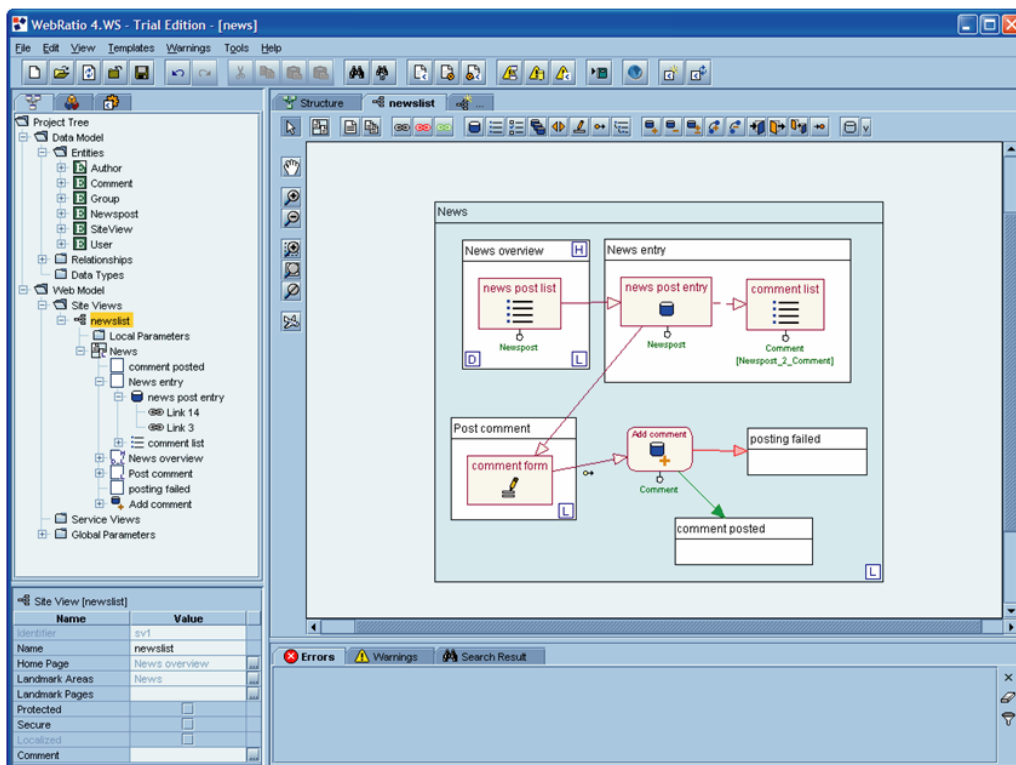 WebRatio 4.WS - Trial Edition - [news]
File Edit View Templates Warnings Tools Help
Structure newslist ...
Project Tree
Data Model
Entities
Author
Comment
Group
Newspost
SiteView
User
Relationships
Data Types
Web Model
Site Views
newslist
Local Parameters
News
comment posted
News entry
news post entry
Link 14
Link 3
comment list
News overview
Post comment
posting failed
Add comment
Service Views
Global Parameters
Site View [newslist]
Name Value
Identifier sv1
Name newslist
Home Page News overview ...
Landmark Areas News ...
Landmark Pages ...
Protected
Secure
Localized
Comment ...
News
News overview H
news post list
Newspost
D L
News entry
news post entry
Newspost
comment list
Comment
[Newspost_2_Comment]
Post comment
comment form
L
Add comment
Comment
posting failed
comment posted
L
Errors Warnings Search Result